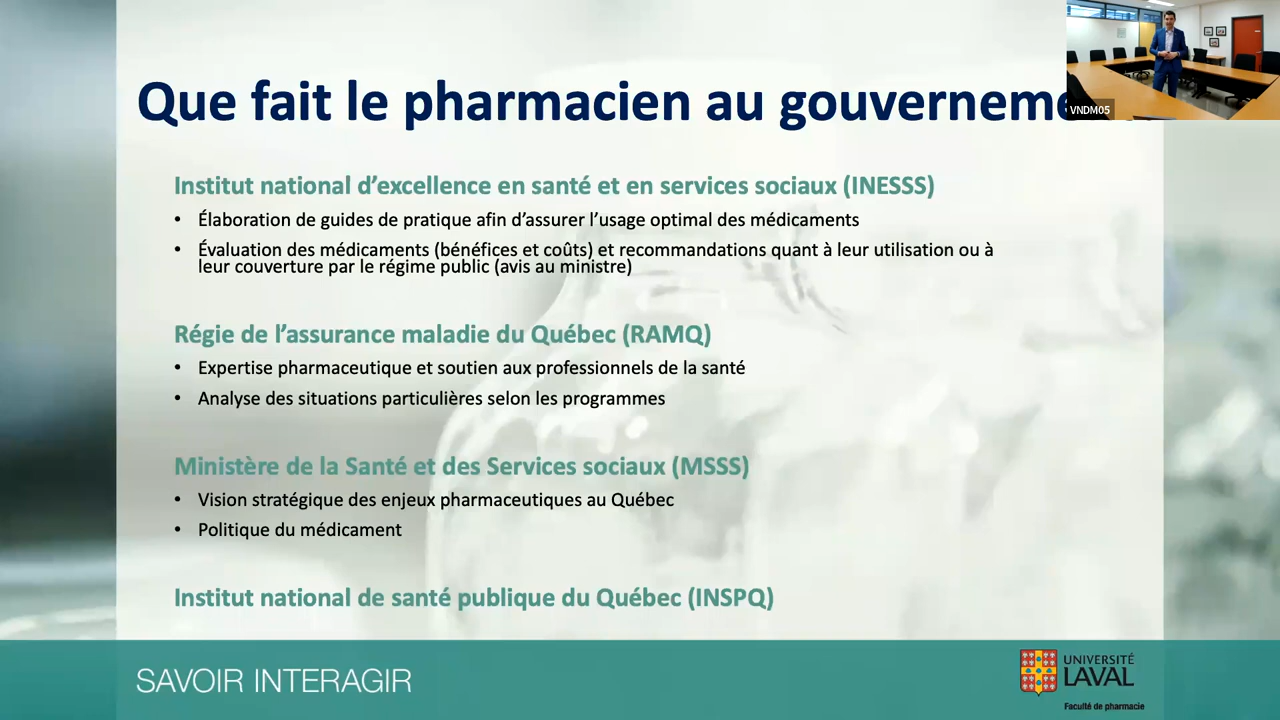 Que fait le pharmacien au gouverneme
VNDM05
Institut national d’excellence en santé et en services sociaux (INESSS)
• Élaboration de guides de pratique afin d’assurer l’usage optimal des médicaments
• Évaluation des médicaments (bénéfices et coûts) et recommandations quant à leur utilisation ou à
leur couverture par le régime public (avis au ministre)
Régie de l’assurance maladie du Québec (RAMQ)
• Expertise pharmaceutique et soutien aux professionnels de la santé
• Analyse des situations particulières selon les programmes
Ministère de la Santé et des Services sociaux (MSSS)
• Vision stratégique des enjeux pharmaceutiques au Québec
• Politique du médicament
Institut national de santé publique du Québec (INSPQ)
SAVOIR INTERAGIR
UNIVERSITÉ
LAVAL
Faculté de pharmacie